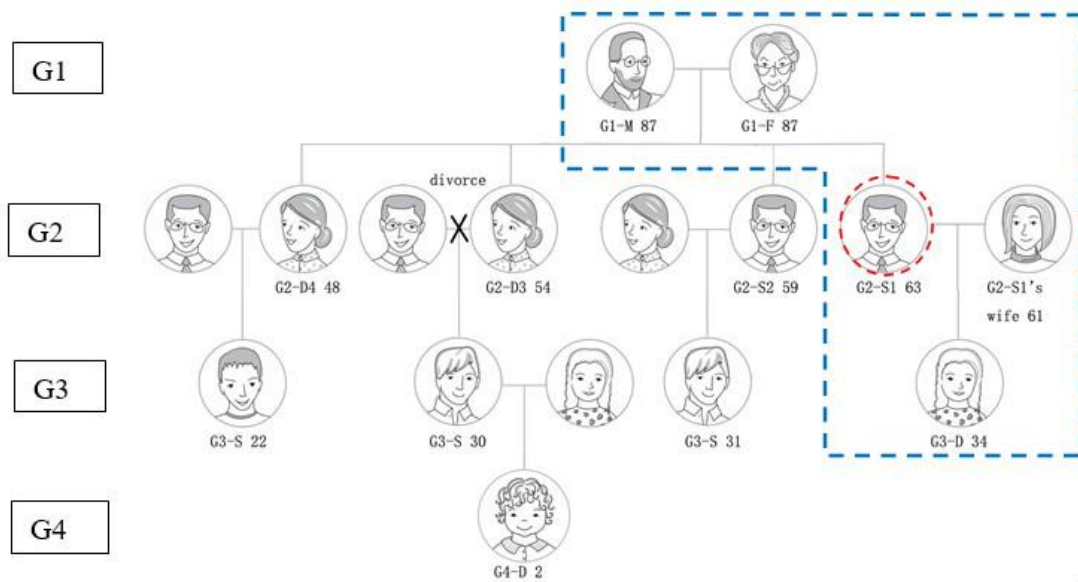 G1
G1-M 87
G1-F 87
divorce
G2
G2-D4 48
G2-D3 54
G2-S2 59
G2-S1 63
G2-S1's
wife 61
G3
G3-S 22
G3-S 30
G3-S 31
G3-D 34
G4
G4-D 2